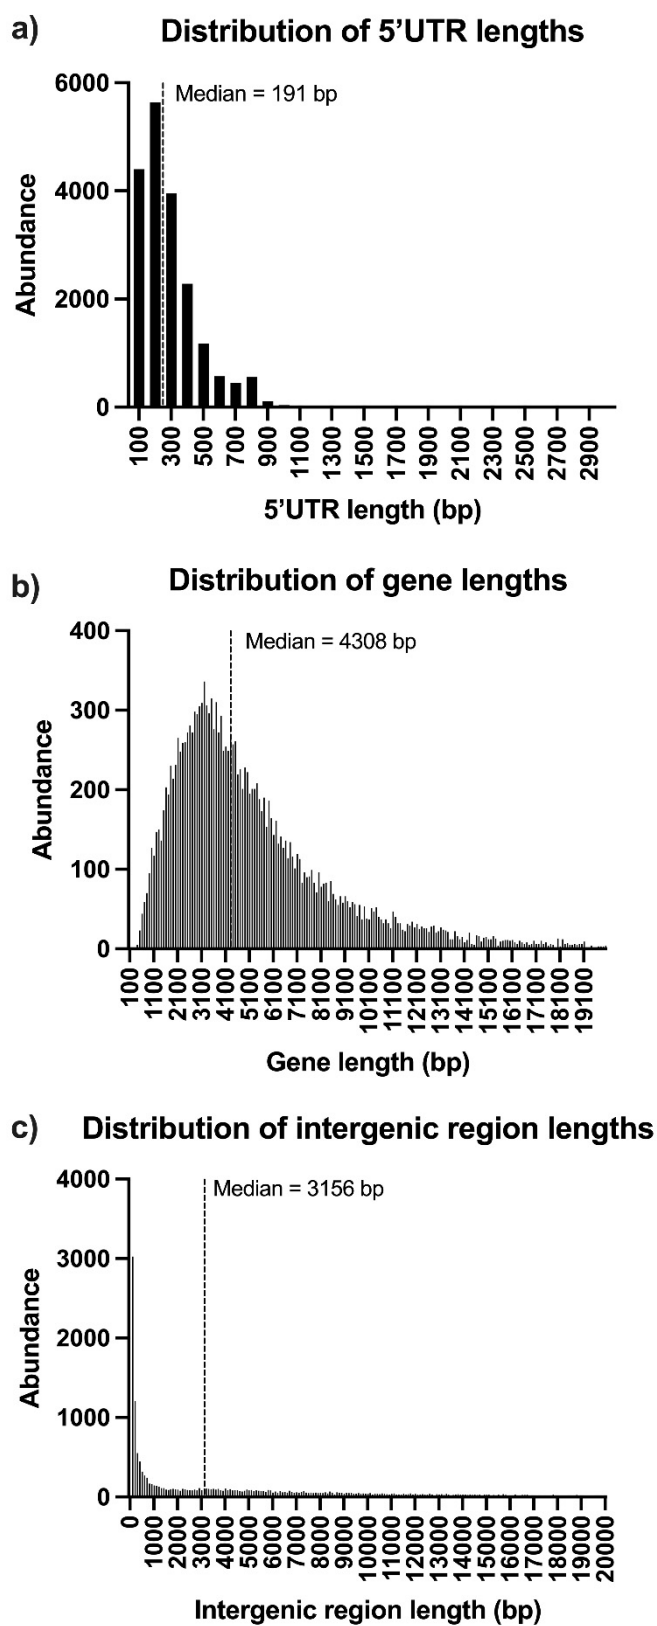 a) Distribution of 5’UTR lengths
6000
Median = 191 bp
4000
2000
0
Abundance
100 300 500 700 900 1100 1300 1500 1700 1900 2100 2300 2500 2700 2900
5’UTR length (bp)
b) Distribution of gene lengths
400
Median = 4308 bp
300
200
100
0
Abundance
100 1100 2100 3100 4100 5100 6100 7100 8100 9100 10100 11100 12100 13100 14100 15100 16100 17100 18100 19100
Gene length (bp)
c) Distribution of intergenic region lengths
4000
Median = 3156 bp
3000
2000
1000
0
Abundance
0 1000 2000 3000 4000 5000 6000 7000 8000 9000 10000 11000 12000 13000 14000 15000 16000 17000 18000 19000 20000
Intergenic region length (bp)